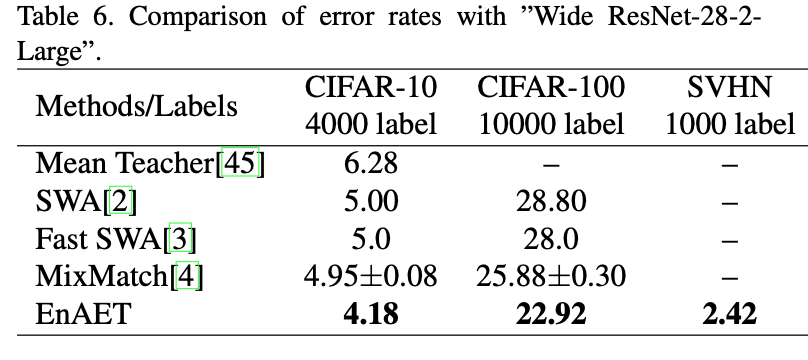 Table 6. Comparison of error rates with ”Wide ResNet-28-2-
Large”.
Methods/Labels CIFAR-10 4000 label CIFAR-100 10000 label SVHN 1000 label
Mean Teacher[45] 6.28 – –
SWA[2] 5.00 28.80 –
Fast SWA[3] 5.0 28.0 –
MixMatch[4] 4.95±0.08 25.88±0.30 –
EnAET 4.18 22.92 2.42